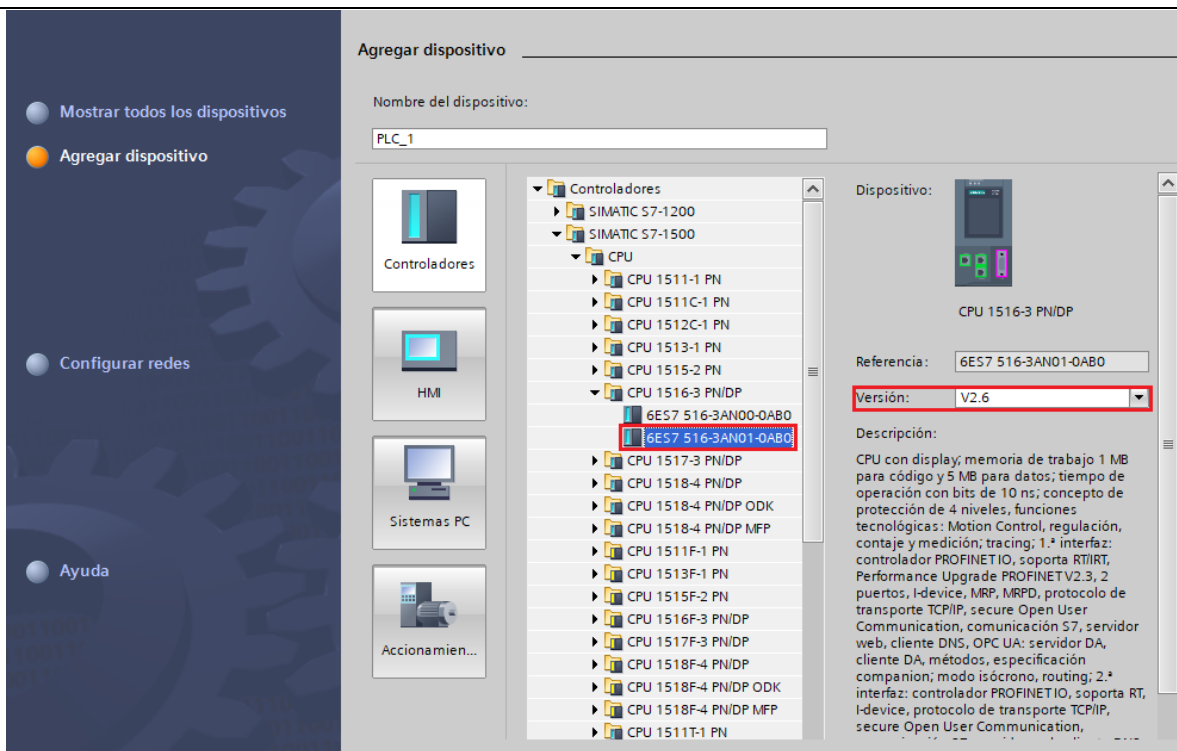 Agregar dispositivo
Mostrar todos los dispositivos
Agregar dispositivo
Configurar redes
Ayuda
Nombre del dispositivo:
PLC_1
Controladores
HMI
Sistemas PC
Accionamien...
Controladores
SIMATIC S7-1200
SIMATIC S7-1500
CPU
CPU 1511-1 PN
CPU 1511C-1 PN
CPU 1512C-1 PN
CPU 1513-1 PN
CPU 1515-2 PN
CPU 1516-3 PN/DP
6ES7 516-3AN00-0AB0
6ES7 516-3AN01-0AB0
CPU 1517-3 PN/DP
CPU 1518-4 PN/DP
CPU 1518-4 PN/DP ODK
CPU 1518-4 PN/DP MFP
CPU 1511F-1 PN
CPU 1513F-1 PN
CPU 1515F-2 PN
CPU 1516F-3 PN/DP
CPU 1517F-3 PN/DP
CPU 1518F-4 PN/DP
CPU 1518F-4 PN/DP ODK
CPU 1518F-4 PN/DP MFP
CPU 1511T-1 PN
Dispositivo:
CPU 1516-3 PN/DP
Referencia: 6ES7 516-3AN01-0AB0
Versión: V2.6
Descripción:
CPU con display; memoria de trabajo 1 MB
para código y 5 MB para datos; tiempo de
operación con bits de 10 ns; concepto de
protección de 4 niveles, funciones
tecnológicas: Motion Control, regulación,
contaje y medición; tracing; 1.ª interfaz:
controlador PROFINET IO, soporta RT/IRT,
Performance Upgrade PROFINET V2.3, 2
puertos, I-device, MRP, MRPD, protocolo de
transporte TCP/IP, secure Open User
Communication, comunicación S7, servidor
web, cliente DNS, OPC UA: servidor DA,
cliente DA, métodos, especificación
companion; modo isócrono, routing; 2.ª
interfaz: controlador PROFINET IO, soporta RT,
I-device, protocolo de transporte TCP/IP,
secure Open User Communication,